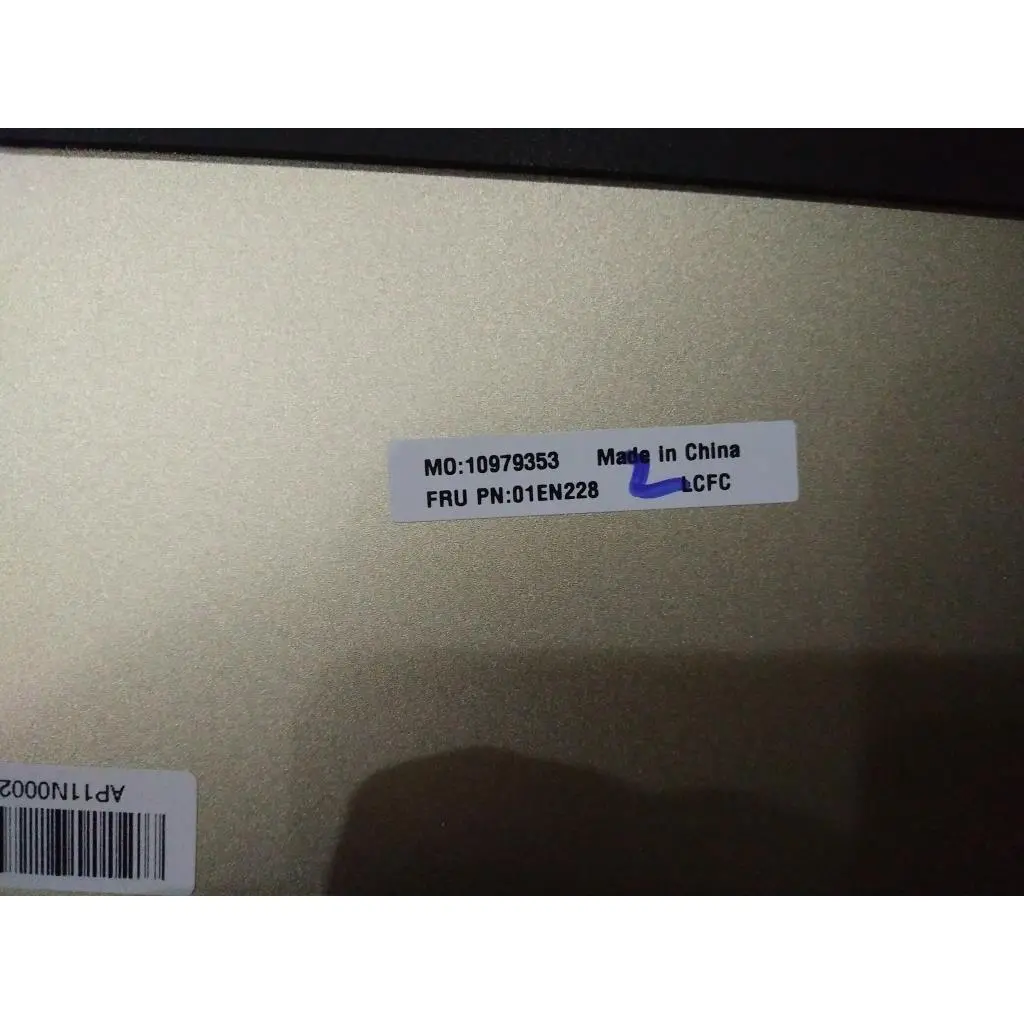 MO:10979353 Made in China
FRU PN:01EN228 LCFC
AP11N0002